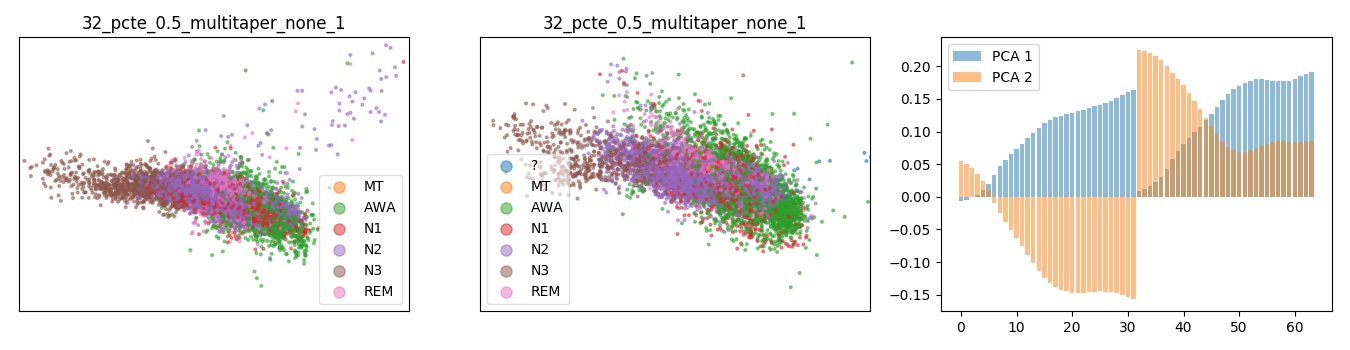 32_pcte_0.5_multitaper_none_1
MT
AWA
N1
N2
N3
REM
32_pcte_0.5_multitaper_none_1
?
MT
AWA
N1
N2
N3
REM
PCA 1
PCA 2
0.20
0.15
0.10
0.05
0.00
−0.05
−0.10
−0.15
0
10
20
30
40
50
60